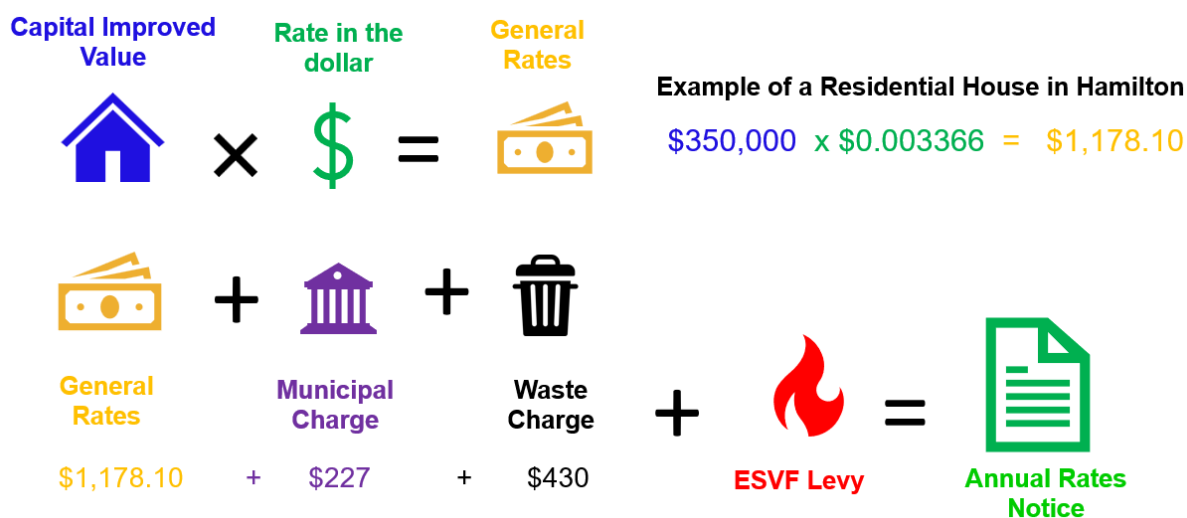 Capital Improved
Value
Rate in the
dollar
General
Rates
Example of a Residential House in Hamilton
$350,000 x $0.003366 = $1,178.10
× $ =
+ +
General
Rates
Municipal
Charge
Waste
Charge
+ =
$1,178.10 + $227 + $430
ESVF Levy
Annual Rates
Notice